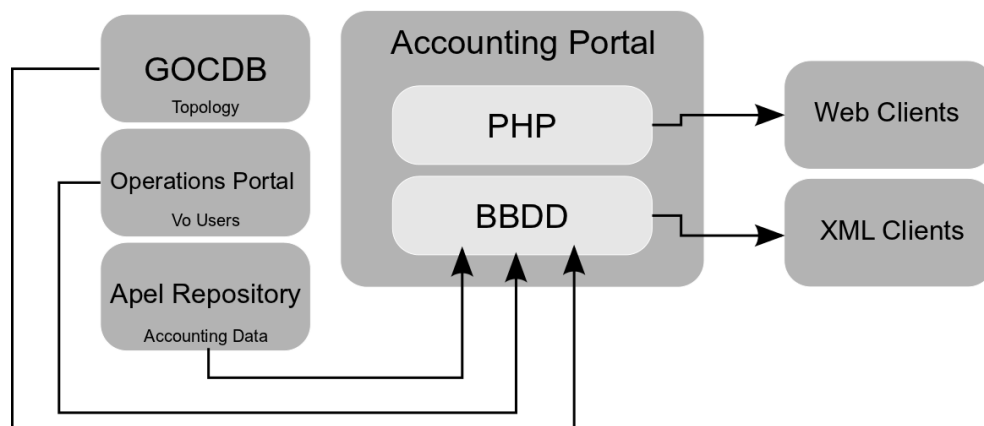 GOCDB
Topology
Operations Portal
Vo Users
Apel Repository
Accounting Data
Accounting Portal
PHP
BBDD
Web Clients
XML Clients